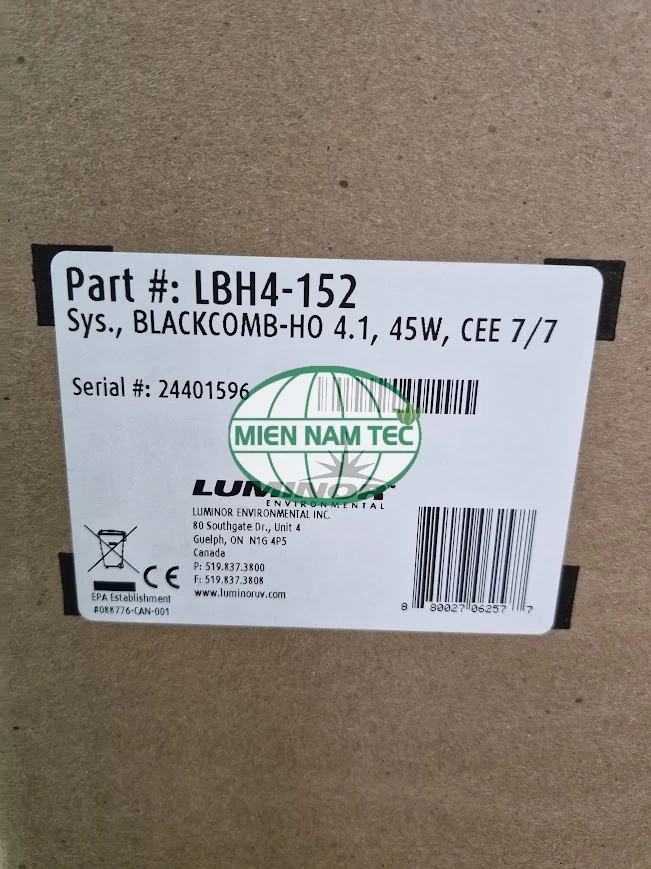 Part #: LBH4-152
Sys., BLACKCOMB-HO 4.1, 45W, CEE 7/7
Serial #: 24401596
MIEN NAM TEC
LUMINOR
ENVIRONMENTAL
LUMINOR ENVIRONMENTAL INC.
80 Southgate Dr., Unit 4
Guelph, ON N1G 4P5
Canada
P: 519.837.3800
F: 519.837.3808
www.luminoruv.com
CE
EPA Establishment
#088776-CAN-001
8 80027 06257 7